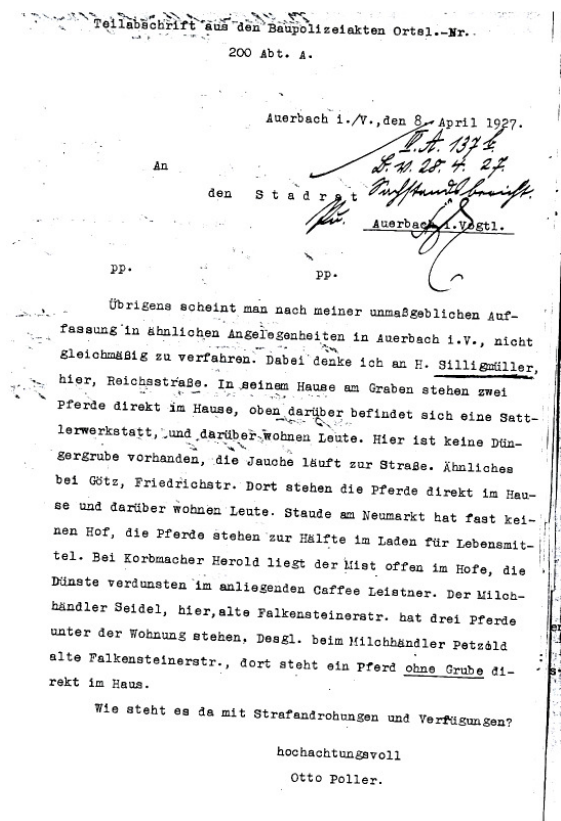 Teilabschrift aus den Baupolizeiakten Ortsl.-Nr.
200 Abt. A.
Auerbach i./V.,den 8. April 1927.
IV. A. 137 b.
B. v. 28. 4. 27.
An
den Stadrat
Sachstandsbericht.
Auerbach i.Vogtl.
pp. pp.
Übrigens scheint man nach meiner unmaßgeblichen Auf-
fassung in ähnlichen Angelegenheiten in Auerbach i.V., nicht
gleichmäßig zu verfahren. Dabei denke ich an H. Silligmüller,
hier, Reichsstraße. In seinem Hause am Graben stehen zwei
Pferde direkt im Hause, oben darüber befindet sich eine Satt-
lerwerkstatt, und darüber wohnen Leute. Hier ist keine Dün-
gergrube vorhanden, die Jauche läuft zur Straße. Ähnliches
bei Götz, Friedrichstr. Dort stehen die Pferde direkt im Hau-
se und darüber wohnen Leute. Staude am Neumarkt hat fast kei-
nen Hof, die Pferde stehen zur Hälfte im Laden für Lebensmit-
tel. Bei Korbmacher Herold liegt der Mist offen im Hofe, die
Dünste verdunsten im anliegenden Caffee Leistner. Der Milch-
händler Seidel, hier,alte Falkensteinerstr. hat drei Pferde
unter der Wohnung stehen, Desgl. beim Milchhändler Petzold
alte Falkensteinerstr., dort steht ein Pferd ohne Grube di-
rekt im Haus.
Wie steht es da mit Strafandrohungen und Verfügungen?
hochachtungsvoll
Otto Poller.